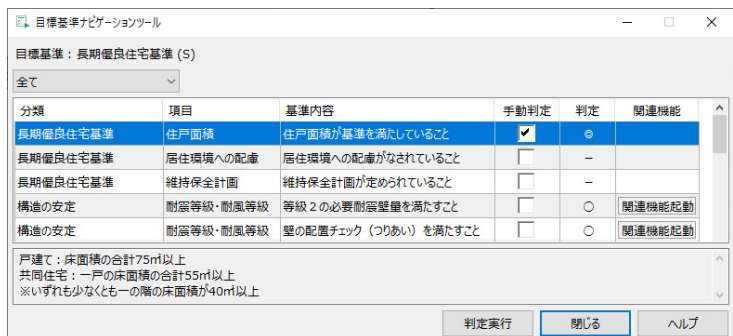 目標基準ナビゲーションツール
目標基準：長期優良住宅基準 (S)
全て
分類 項目 基準内容 手動判定 判定 関連機能
長期優良住宅基準 住戸面積 住戸面積が基準を満たしていること ◎
長期優良住宅基準 居住環境への配慮 居住環境への配慮がなされていること －
長期優良住宅基準 維持保全計画 維持保全計画が定められていること －
構造の安定 耐震等級・耐風等級 等級２の必要耐震壁量を満たすこと ○ 関連機能起動
構造の安定 耐震等級・耐風等級 壁の配置チェック（つりあい）を満たすこと ○ 関連機能起動
戸建て：床面積の合計75㎡以上
共同住宅：一戸の床面積の合計55㎡以上
※いずれも少なくとも一の階の床面積が40㎡以上
判定実行 閉じる ヘルプ